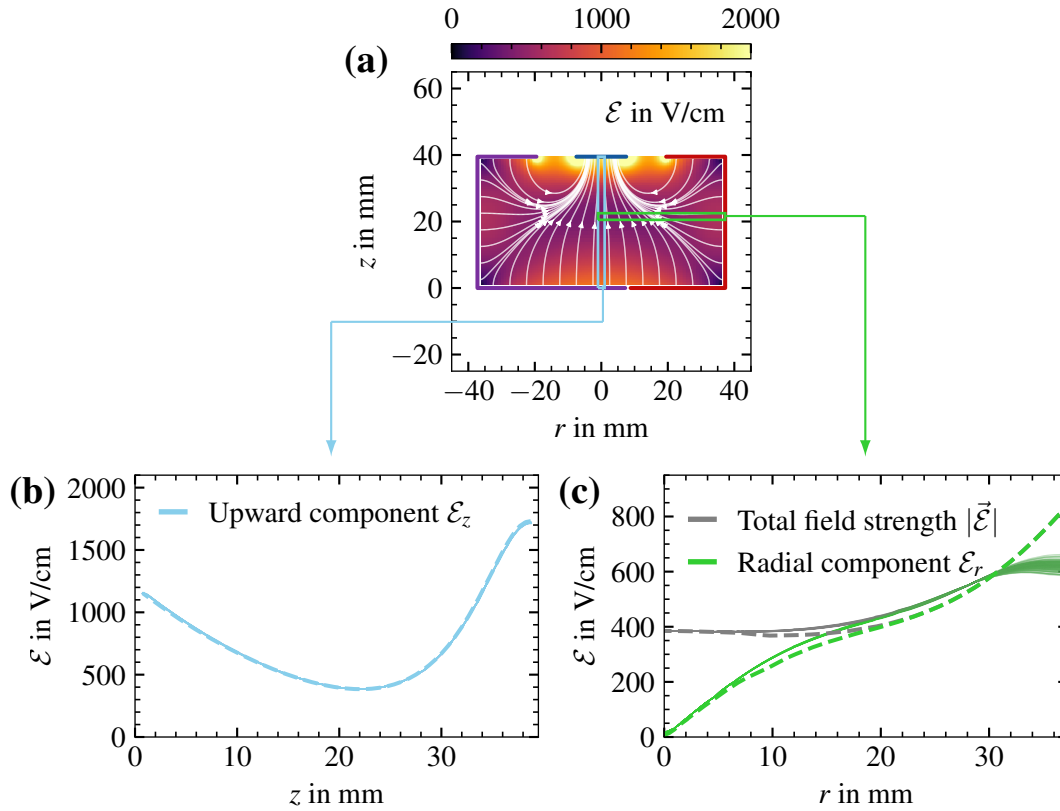 0 1000 2000
(a)
60
40
20
0
−20
ℰ in V/cm
z in mm
−40 −20 0 20 40
r in mm
(b)
2000
1500
1000
500
0
Upward component ℰz
ℰ in V/cm
0 10 20 30
z in mm
(c)
800
600
400
200
0
Total field strength |ℰ⃗|
Radial component ℰr
ℰ in V/cm
0 10 20 30
r in mm